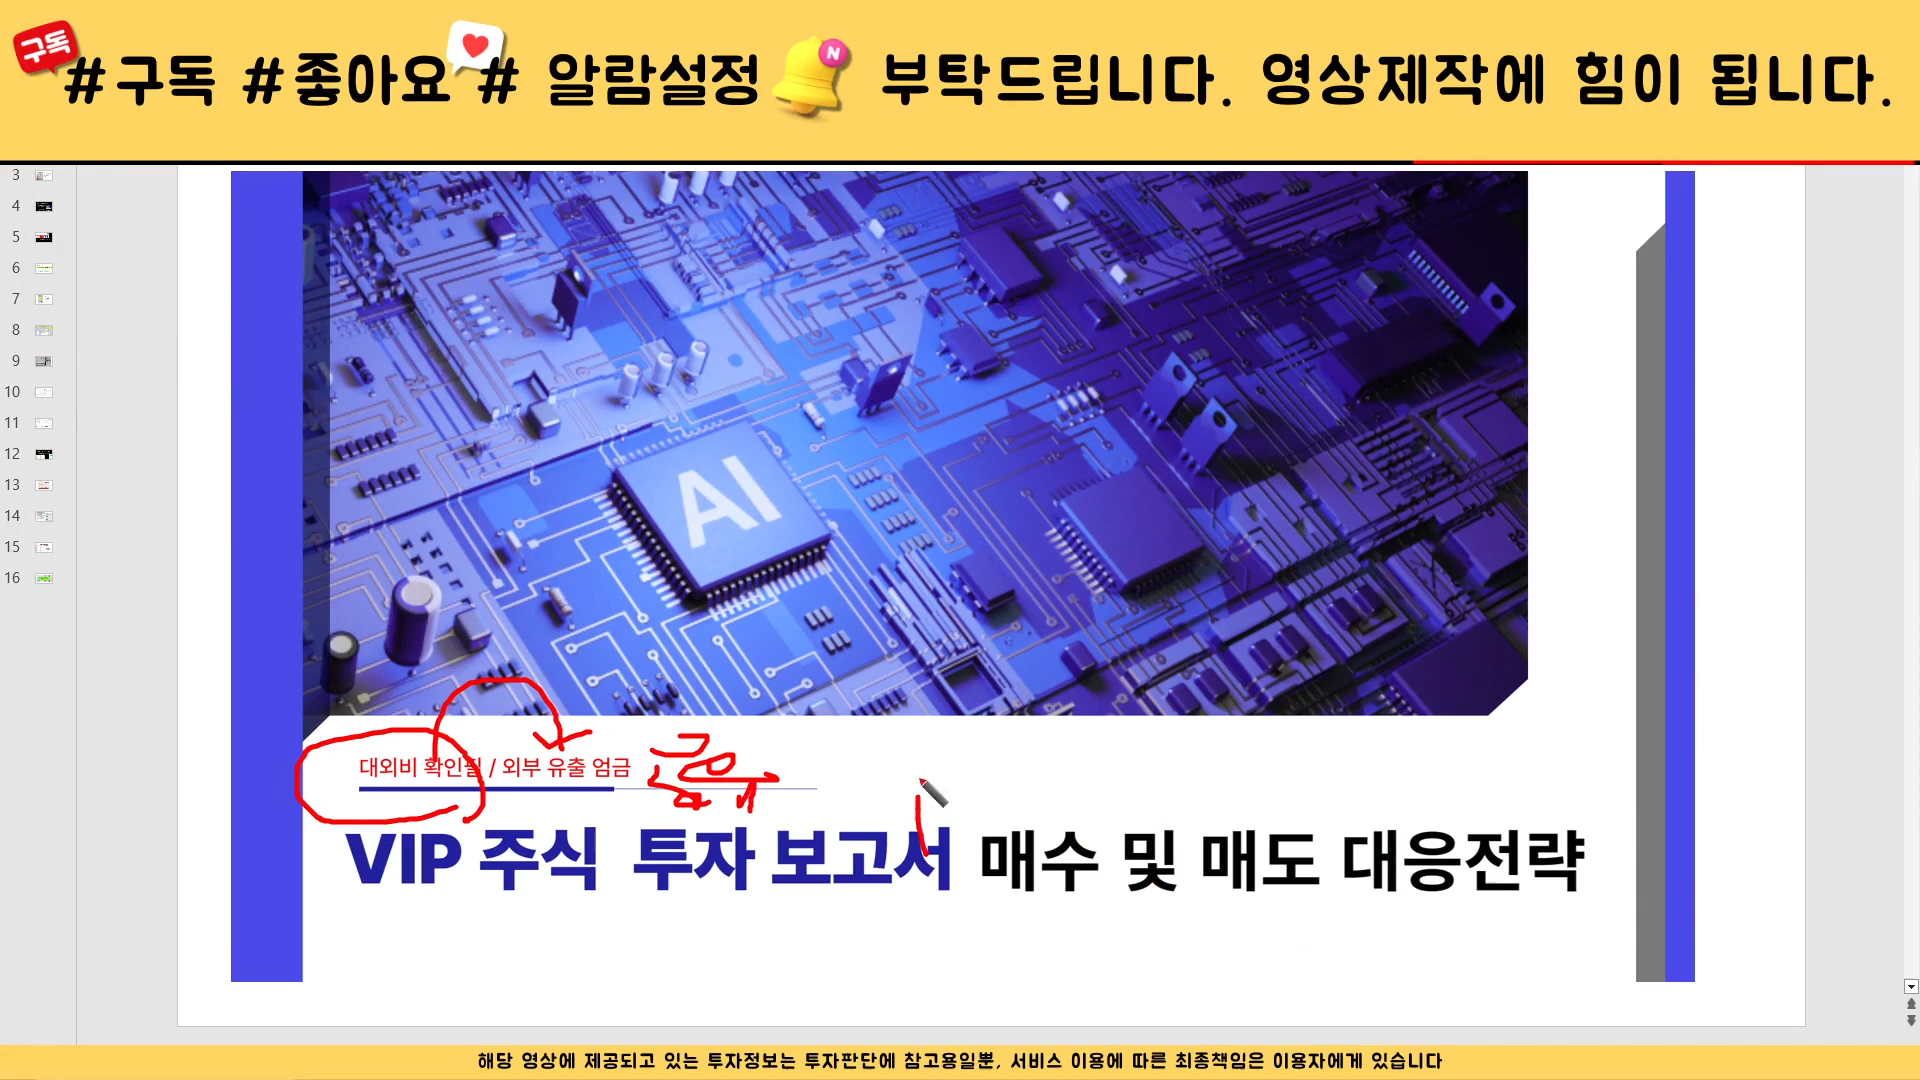 구독
#구독 #좋아요 # 알람설정 N 부탁드립니다. 영상제작에 힘이 됩니다.
3
4
5
6
7
8
9
10
11
12
13
14
15
16
AI
대외비 확인필 / 외부 유출 엄금
VIP 주식 투자 보고서 매수 및 매도 대응전략
해당 영상에 제공되고 있는 투자정보는 투자판단에 참고용일뿐, 서비스 이용에 따른 최종책임은 이용자에게 있습니다